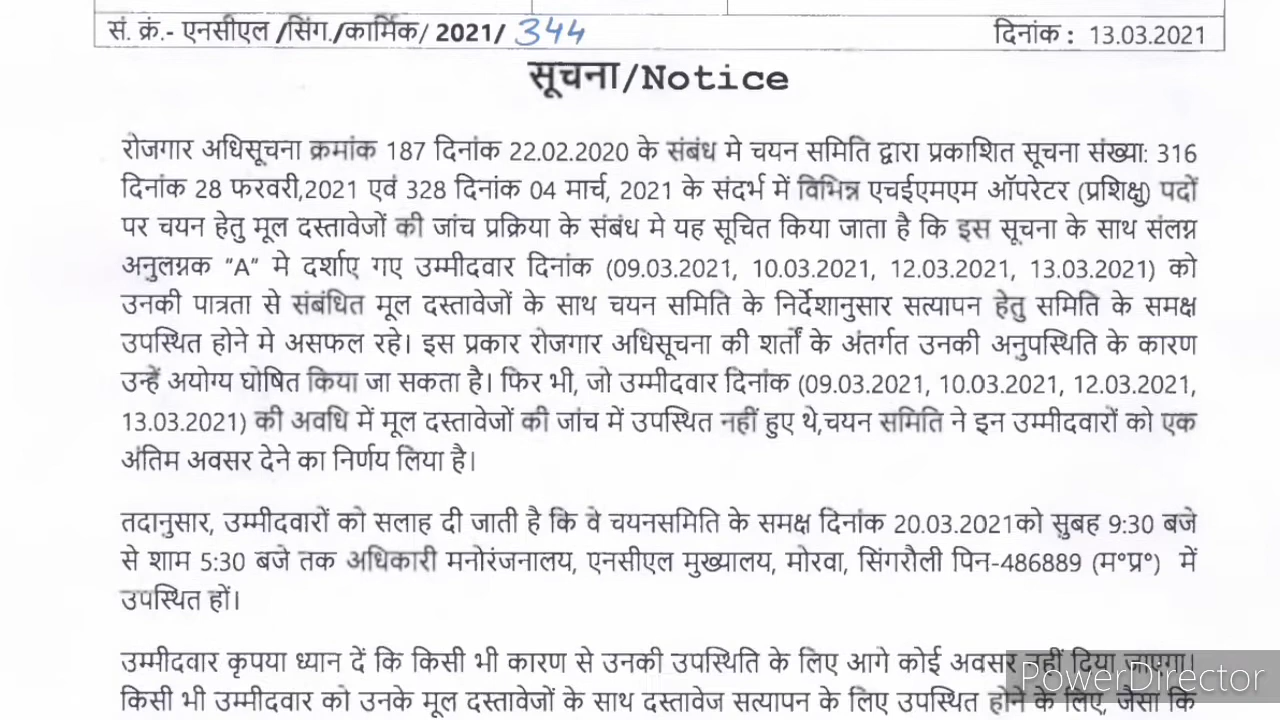 सं. क्रं.- एनसीएल /सिंग./कार्मिक/ 2021/ 344 दिनांक : 13.03.2021
सूचना/Notice
रोजगार अधिसूचना क्रमांक 187 दिनांक 22.02.2020 के संबंध मे चयन समिति द्वारा प्रकाशित सूचना संख्या: 316
दिनांक 28 फरवरी,2021 एवं 328 दिनांक 04 मार्च, 2021 के संदर्भ में विभिन्न एचईएमएम ऑपरेटर (प्रशिक्षु) पदों
पर चयन हेतु मूल दस्तावेजों की जांच प्रक्रिया के संबंध मे यह सूचित किया जाता है कि इस सूचना के साथ संलग्न
अनुलग्नक “A” मे दर्शाए गए उम्मीदवार दिनांक (09.03.2021, 10.03.2021, 12.03.2021, 13.03.2021) को
उनकी पात्रता से संबंधित मूल दस्तावेजों के साथ चयन समिति के निर्देशानुसार सत्यापन हेतु समिति के समक्ष
उपस्थित होने मे असफल रहे। इस प्रकार रोजगार अधिसूचना की शर्तों के अंतर्गत उनकी अनुपस्थिति के कारण
उन्हें अयोग्य घोषित किया जा सकता है। फिर भी, जो उम्मीदवार दिनांक (09.03.2021, 10.03.2021, 12.03.2021,
13.03.2021) की अवधि में मूल दस्तावेजों की जांच में उपस्थित नहीं हुए थे,चयन समिति ने इन उम्मीदवारों को एक
अंतिम अवसर देने का निर्णय लिया है।
तदानुसार, उम्मीदवारों को सलाह दी जाती है कि वे चयनसमिति के समक्ष दिनांक 20.03.2021को सुबह 9:30 बजे
से शाम 5:30 बजे तक अधिकारी मनोरंजनालय, एनसीएल मुख्यालय, मोरवा, सिंगरौली पिन-486889 (म°प्र°) में
उपस्थित हों।
उम्मीदवार कृपया ध्यान दें कि किसी भी कारण से उनकी उपस्थिति के लिए आगे कोई अवसर नहीं दिया जाएगा।
किसी भी उम्मीदवार को उनके मूल दस्तावेजों के साथ दस्तावेज सत्यापन के लिए उपस्थित होने के लिए, जैसा कि
PowerDirector